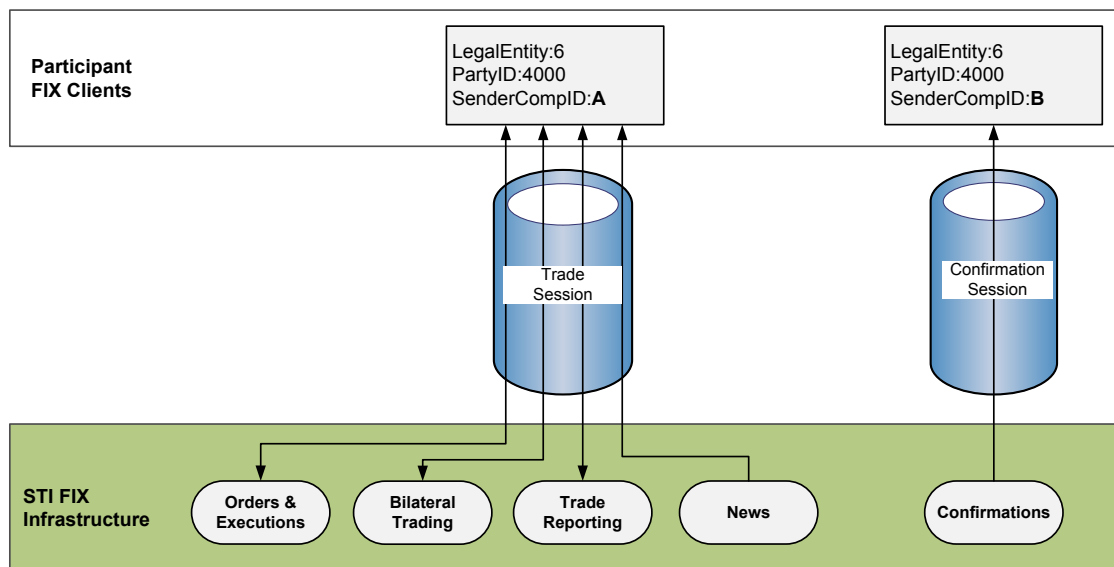 Participant
FIX Clients
LegalEntity:6
PartyID:4000
SenderCompID:A
LegalEntity:6
PartyID:4000
SenderCompID:B
Trade
Session
Confirmation
Session
STI FIX
Infrastructure
Orders &
Executions
Bilateral
Trading
Trade
Reporting
News
Confirmations